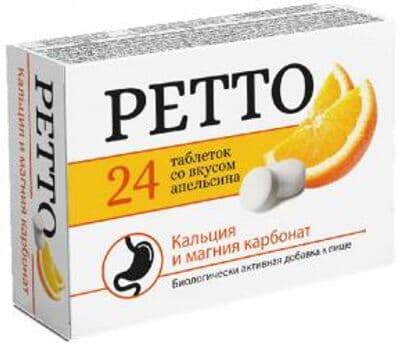 РЕТТО
24
таблеток
со вкусом
апельсина
Кальция
и магния карбонат
Биологически активная добавка к пище
РЕТТО
Кальция и магния карбонат